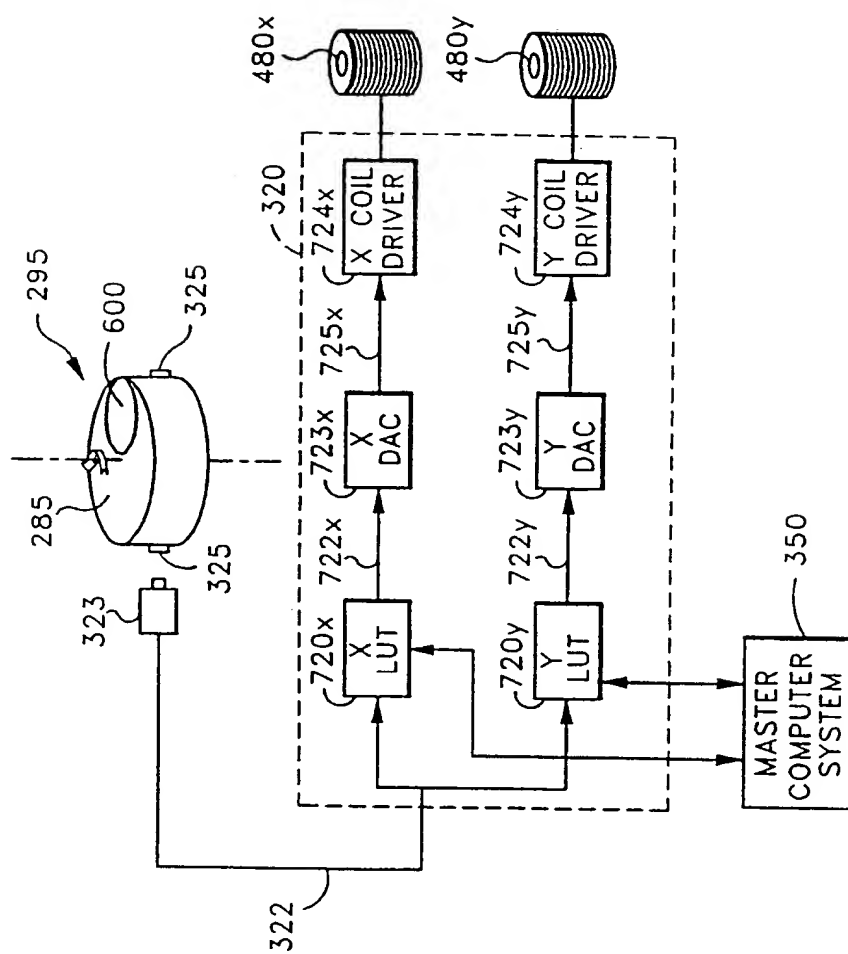 295
600
325
285
325
323
322
320
480x
720x
X
LUT
722x
723x
X
DAC
725x
724x
X COIL
DRIVER
480y
720y
Y
LUT
722y
723y
Y
DAC
725y
724y
Y COIL
DRIVER
350
MASTER
COMPUTER
SYSTEM